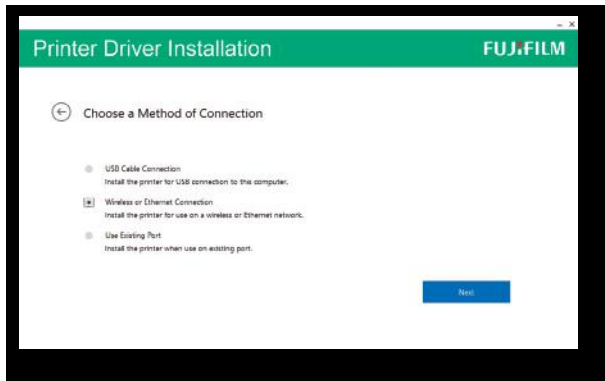 Printer Driver Installation
FUJIFILM
Choose a Method of Connection
USB Cable Connection
Install the printer for USB connection to this computer.
Wireless or Ethernet Connection
Install the printer for use on a wireless or Ethernet network.
Use Existing Port
Install the printer when use on existing port.
Next